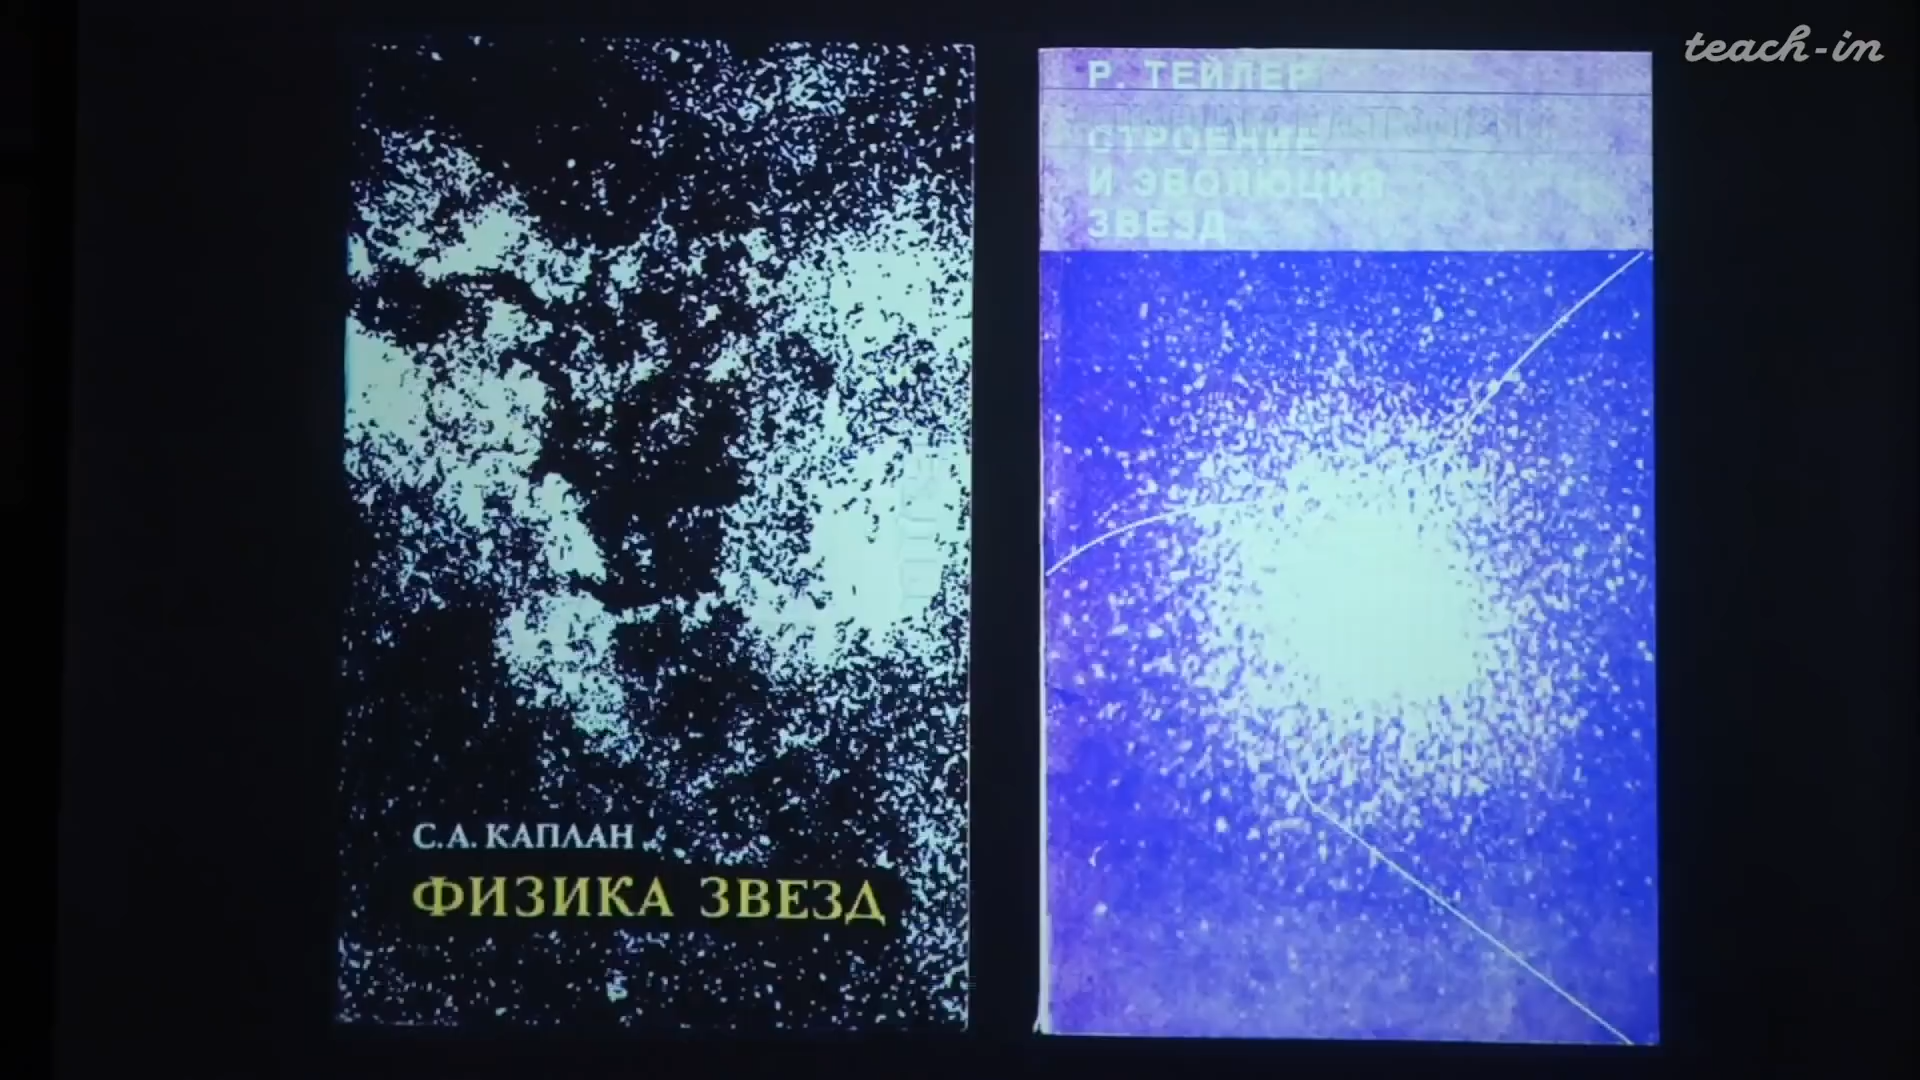 teach-in
С.А. КАПЛАН
ФИЗИКА ЗВЕЗД
Р. ТЕЙЛЕР
СТРОЕНИЕ
И ЭВОЛЮЦИЯ
ЗВЕЗД